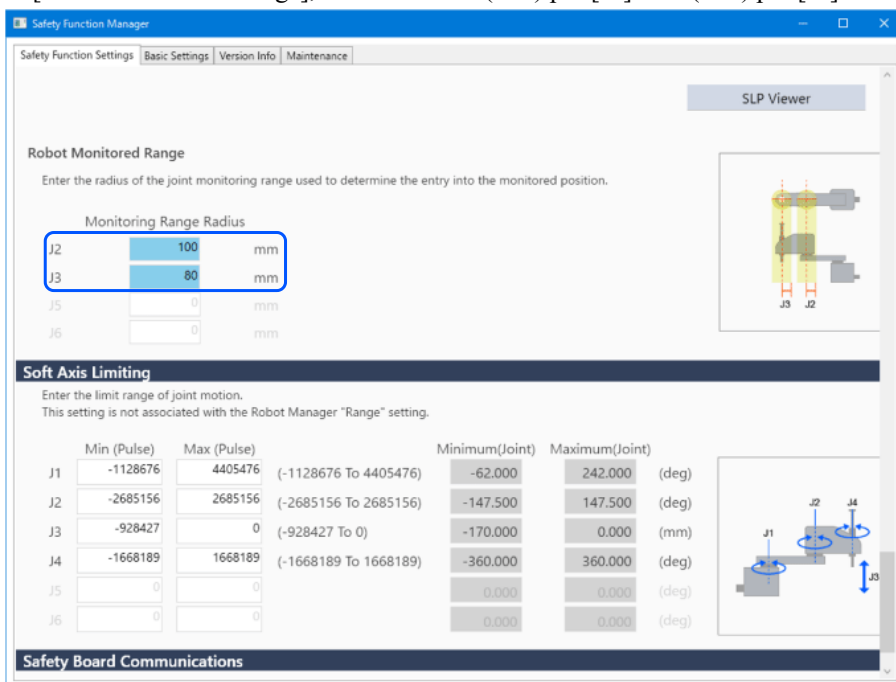 Safety Function Manager
Safety Function Settings Basic Settings Version Info Maintenance
SLP Viewer
Robot Monitored Range
Enter the radius of the joint monitoring range used to determine the entry into the monitored position.
Monitoring Range Radius
J2 100 mm
J3 80 mm
J5 0 mm
J6 0 mm
J3 J2
Soft Axis Limiting
Enter the limit range of joint motion.
This setting is not associated with the Robot Manager "Range" setting.
Min (Pulse) Max (Pulse) Minimum(Joint) Maximum(Joint)
J1 -1128676 4405476 (-1128676 To 4405476) -62.000 242.000 (deg)
J2 -2685156 2685156 (-2685156 To 2685156) -147.500 147.500 (deg)
J3 -928427 0 (-928427 To 0) -170.000 0.000 (mm)
J4 -1668189 1668189 (-1668189 To 1668189) -360.000 360.000 (deg)
J5 0 0 0.000 0.000 (deg)
J6 0 0 0.000 0.000 (deg)
J1 J2 J4
J3
Safety Board Communications